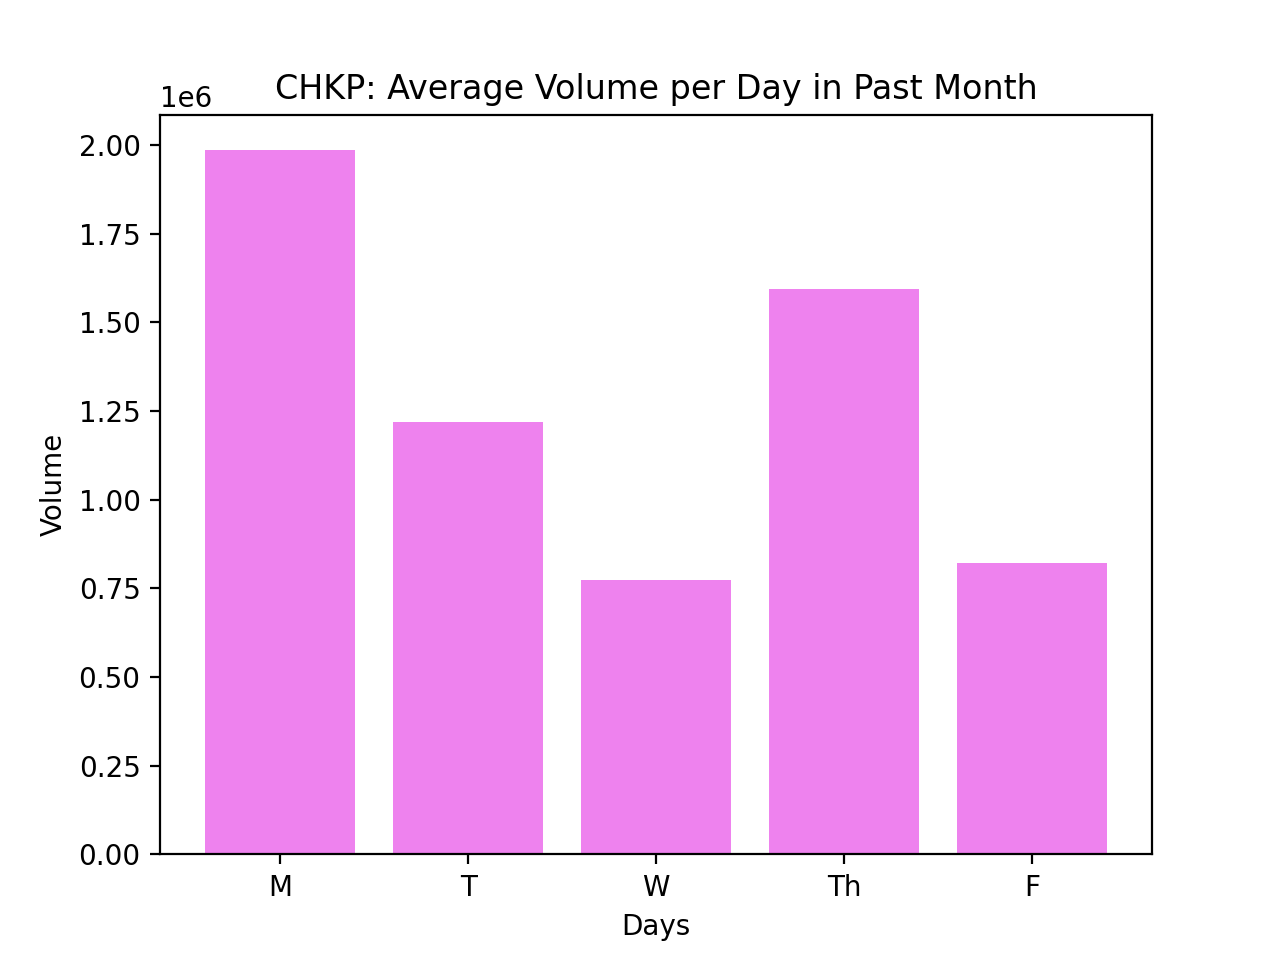 CHKP: Average Volume per Day in Past Month
1e6
2.00
1.75
1.50
1.25
1.00
0.75
0.50
0.25
0.00
Volume
M T W Th F
Days